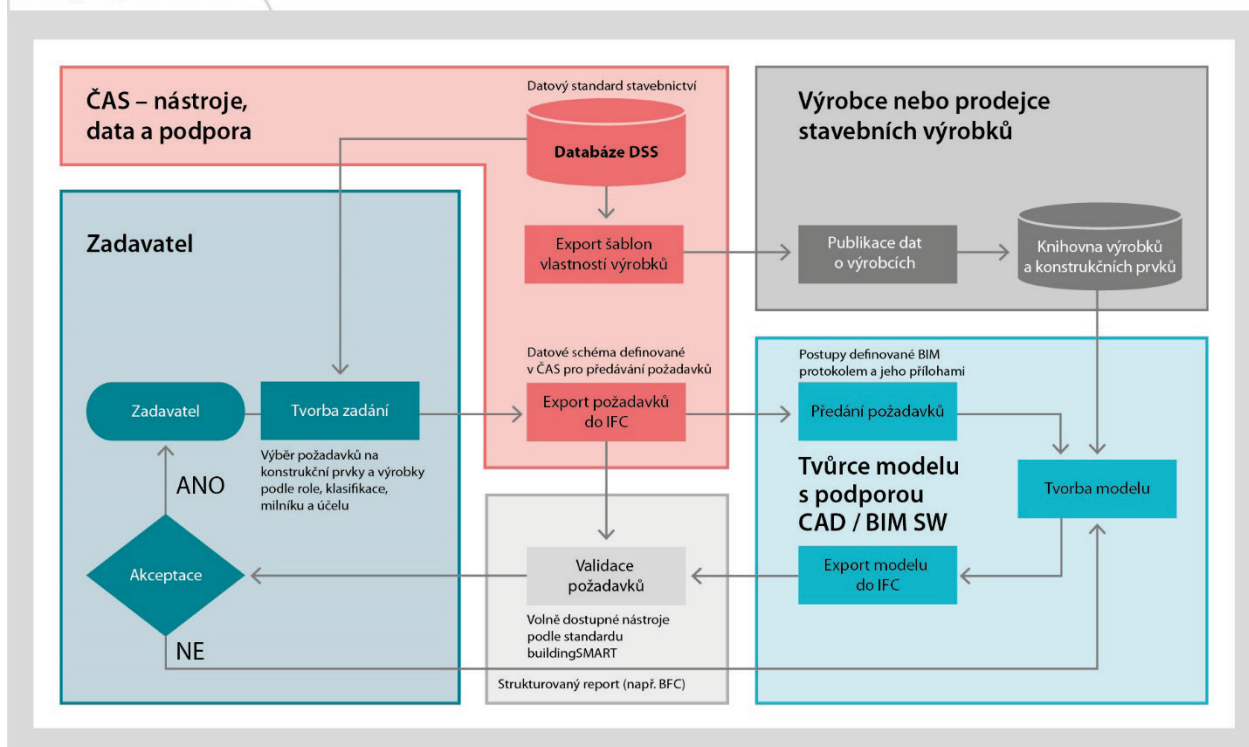 ČAS – nástroje,
data a podpora
Datový standard stavebnictví
Databáze DSS
Export šablon
vlastností výrobků
Výrobce nebo prodejce
stavebních výrobků
Publikace dat
o výrobcích
Knihovna výrobků
a konstrukčních prvků
Zadavatel
Zadavatel
Tvorba zadání
Výběr požadavků na
konstrukční prvky a výrobky
podle role, klasifikace,
milníku a účelu
ANO
Akceptace
NE
Datové schéma definované
v ČAS pro předávání požadavků
Export požadavků
do IFC
Postupy definované BIM
protokolem a jeho přílohami
Předání požadavků
Tvůrce modelu
s podporou
CAD / BIM SW
Tvorba modelu
Export modelu
do IFC
Validace
požadavků
Volně dostupné nástroje
podle standardu
buildingSMART
Strukturovaný report (např. BFC)